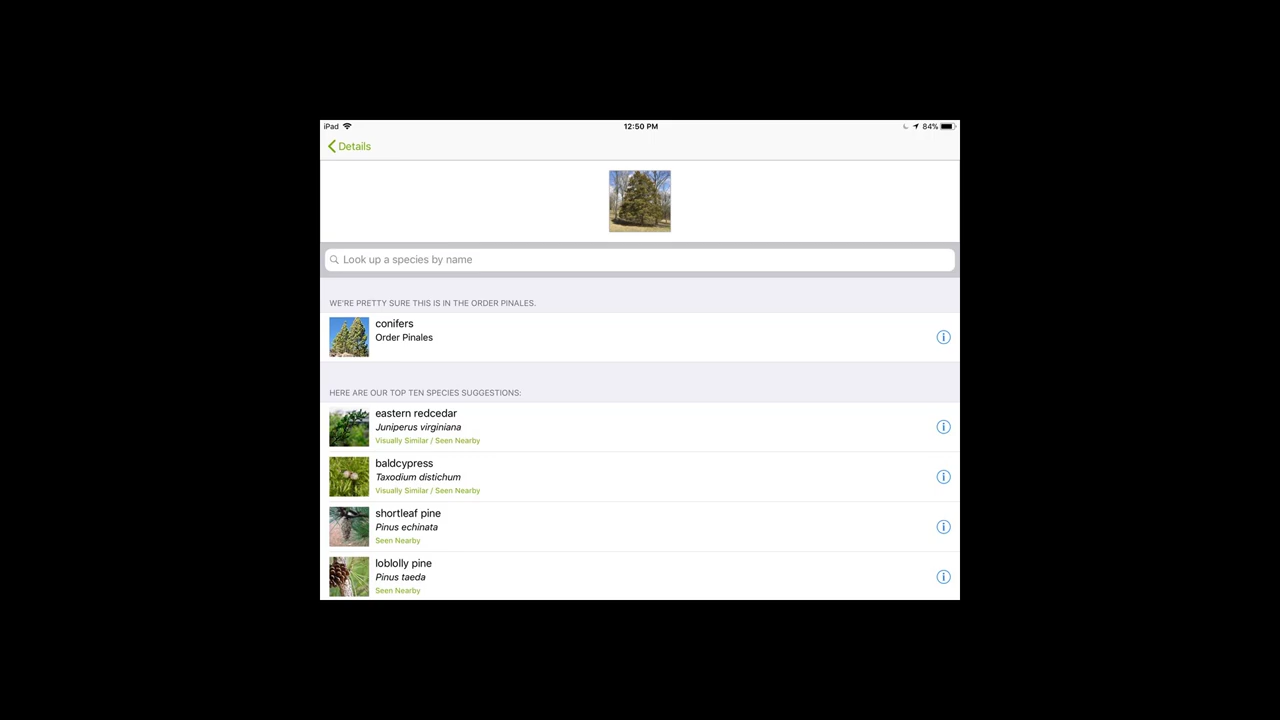 iPad 12:50 PM 84%
Details
Look up a species by name
WE'RE PRETTY SURE THIS IS IN THE ORDER PINALES.
conifers
Order Pinales
HERE ARE OUR TOP TEN SPECIES SUGGESTIONS:
eastern redcedar
Juniperus virginiana
Visually Similar / Seen Nearby
baldcypress
Taxodium distichum
Visually Similar / Seen Nearby
shortleaf pine
Pinus echinata
Seen Nearby
loblolly pine
Pinus taeda
Seen Nearby